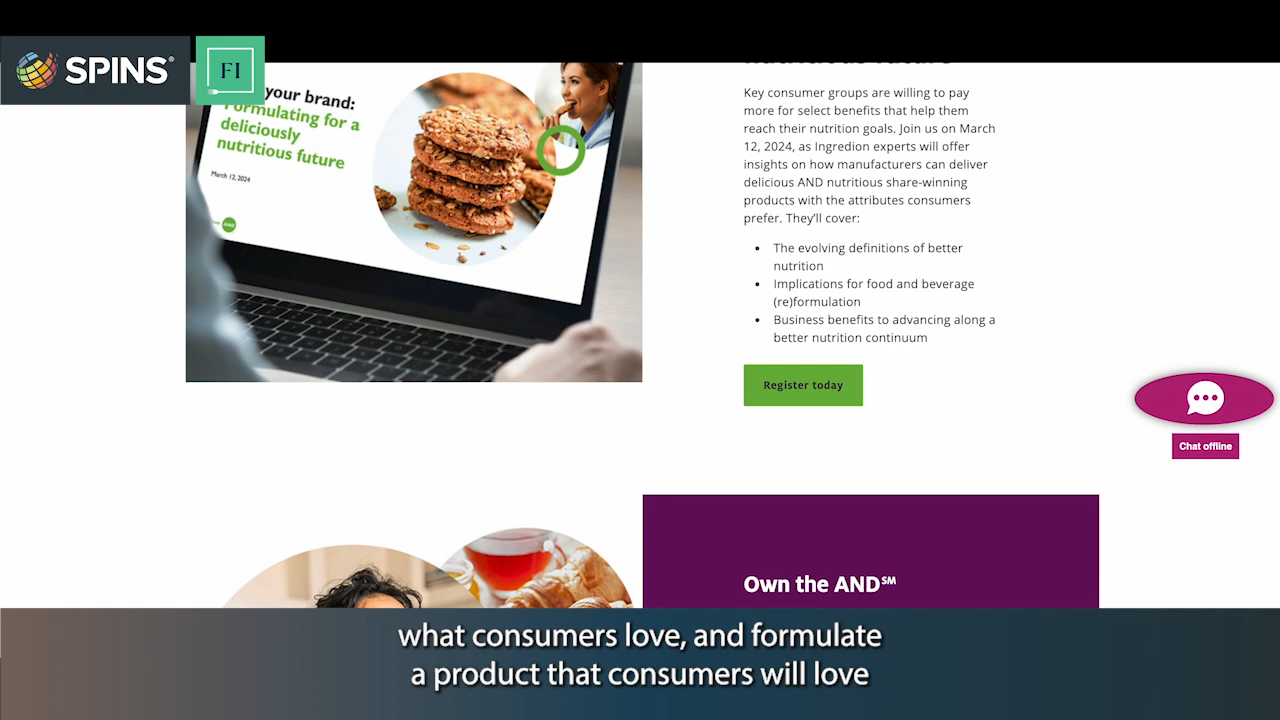 SPINS®
FI
your brand:
Formulating for a
deliciously
nutritious future
March 12, 2024
AND
Key consumer groups are willing to pay
more for select benefits that help them
reach their nutrition goals. Join us on March
12, 2024, as Ingredion experts will offer
insights on how manufacturers can deliver
delicious AND nutritious share-winning
products with the attributes consumers
prefer. They’ll cover:
• The evolving definitions of better
nutrition
• Implications for food and beverage
(re)formulation
• Business benefits to advancing along a
better nutrition continuum
Register today
Chat offline
Own the AND℠
what consumers love, and formulate
a product that consumers will love